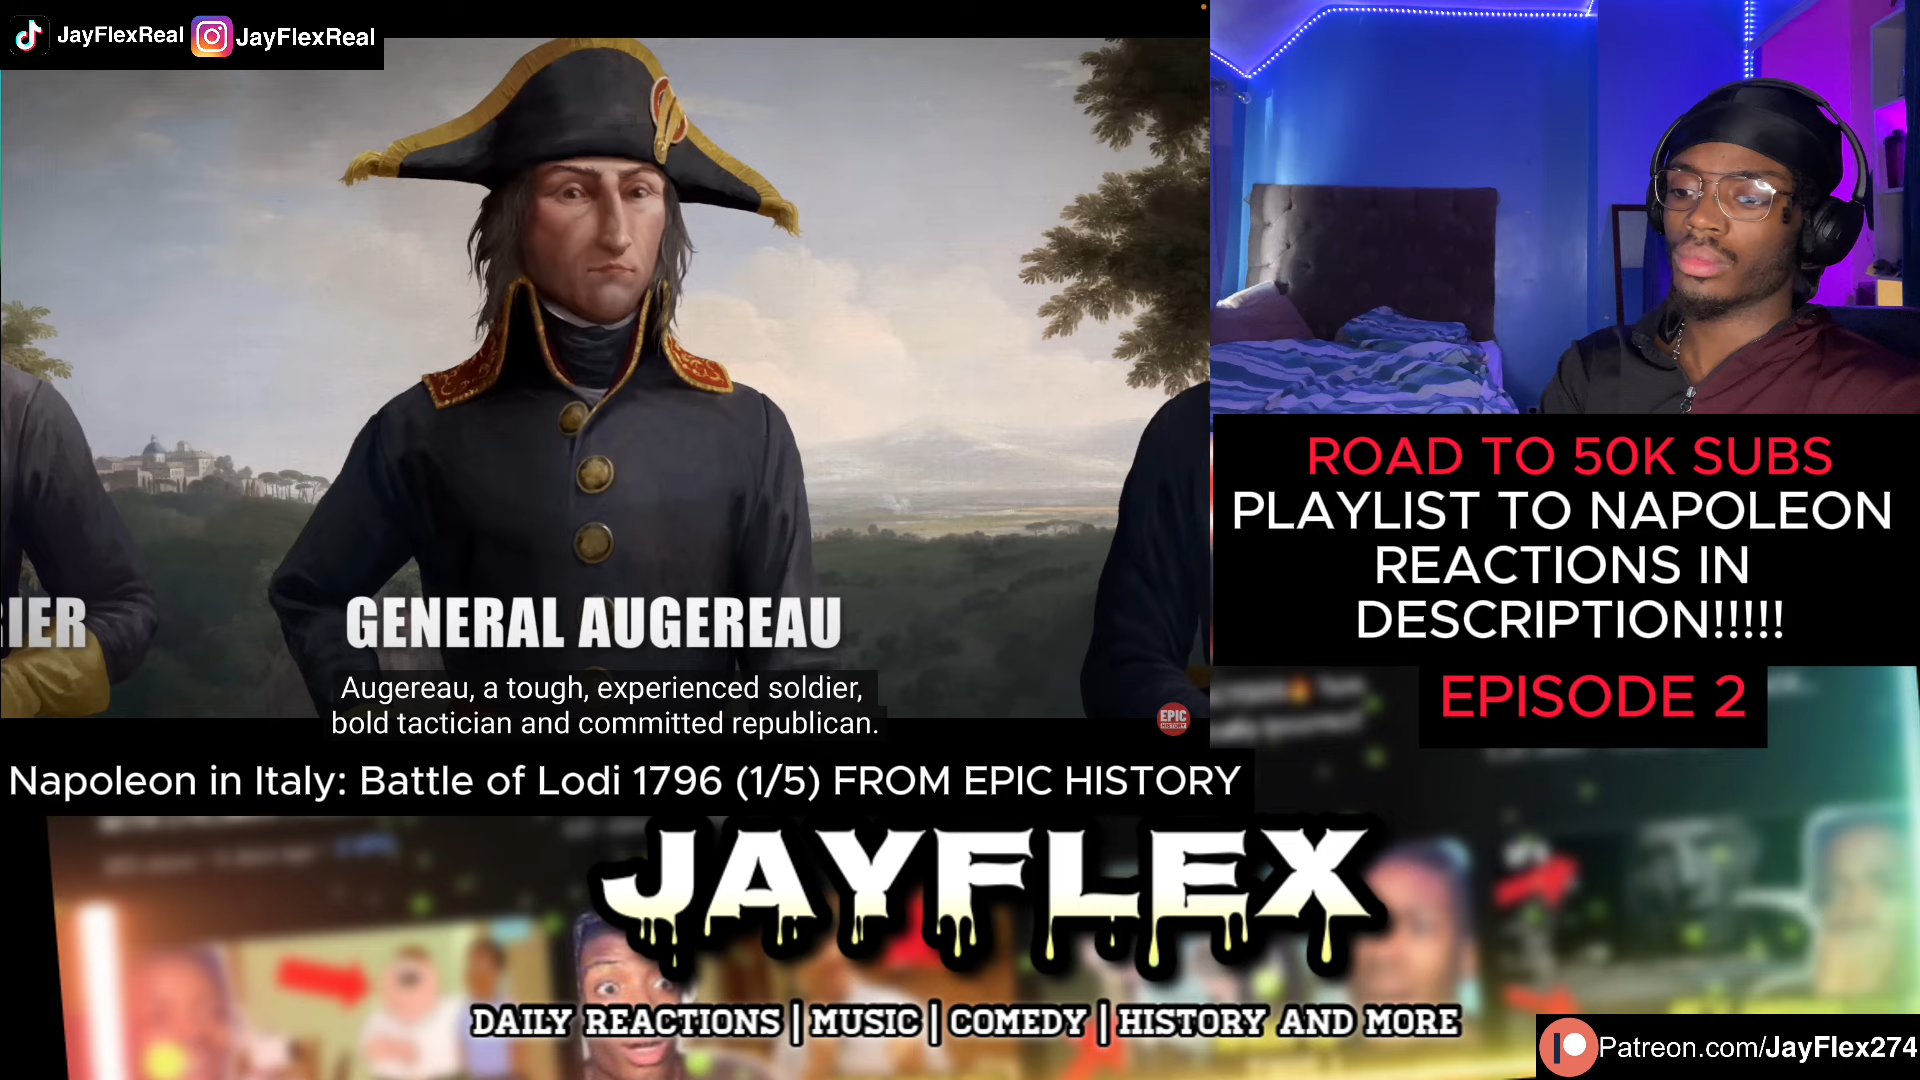 JayFlexReal JayFlexReal
IER
GENERAL AUGEREAU
Augereau, a tough, experienced soldier,
bold tactician and committed republican.
EPIC
HISTORY
ROAD TO 50K SUBS
PLAYLIST TO NAPOLEON
REACTIONS IN
DESCRIPTION!!!!!
EPISODE 2
Napoleon in Italy: Battle of Lodi 1796 (1/5) FROM EPIC HISTORY
JAYFLEX
DAILY REACTIONS | MUSIC | COMEDY | HISTORY AND MORE
Patreon.com/JayFlex274